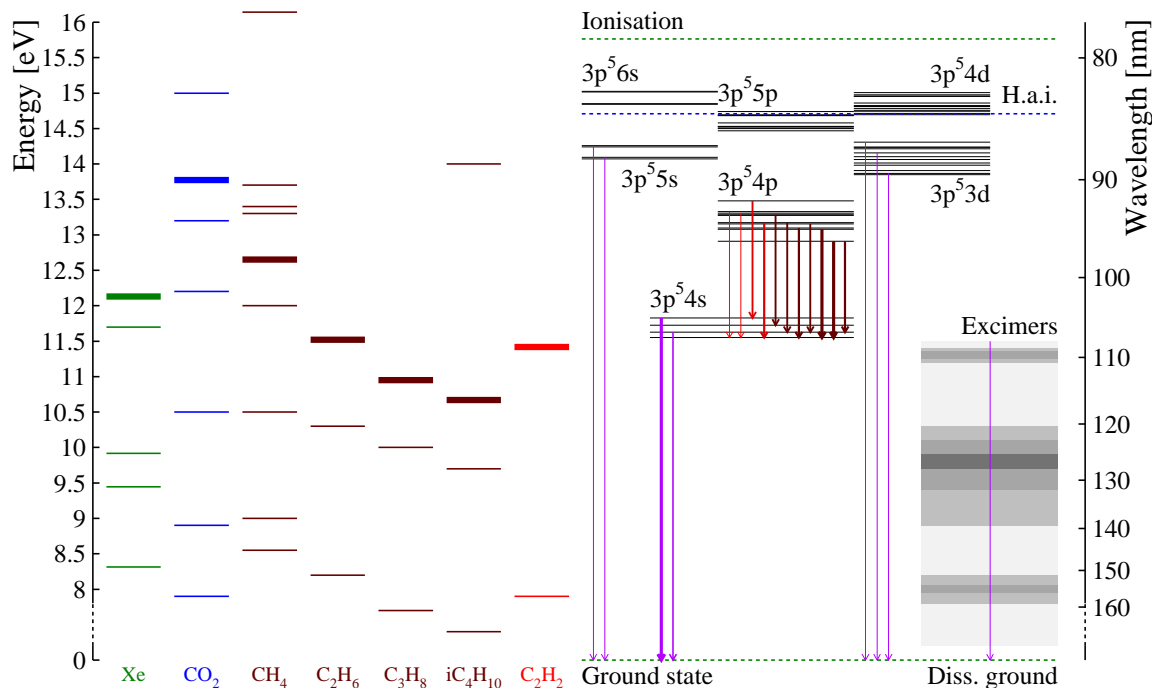 Energy [eV]
16
15.5
15
14.5
14
13.5
13
12.5
12
11.5
11
10.5
10
9.5
9
8.5
8
0
Xe
CO₂
CH₄
C₂H₆
C₃H₈
iC₄H₁₀
C₂H₂
Ionisation
3p⁵6s
3p⁵5p
3p⁵4d
H.a.i.
3p⁵5s
3p⁵4p
3p⁵3d
3p⁵4s
Excimers
Ground state
Diss. ground
Wavelength [nm]
80
90
100
110
120
130
140
150
160